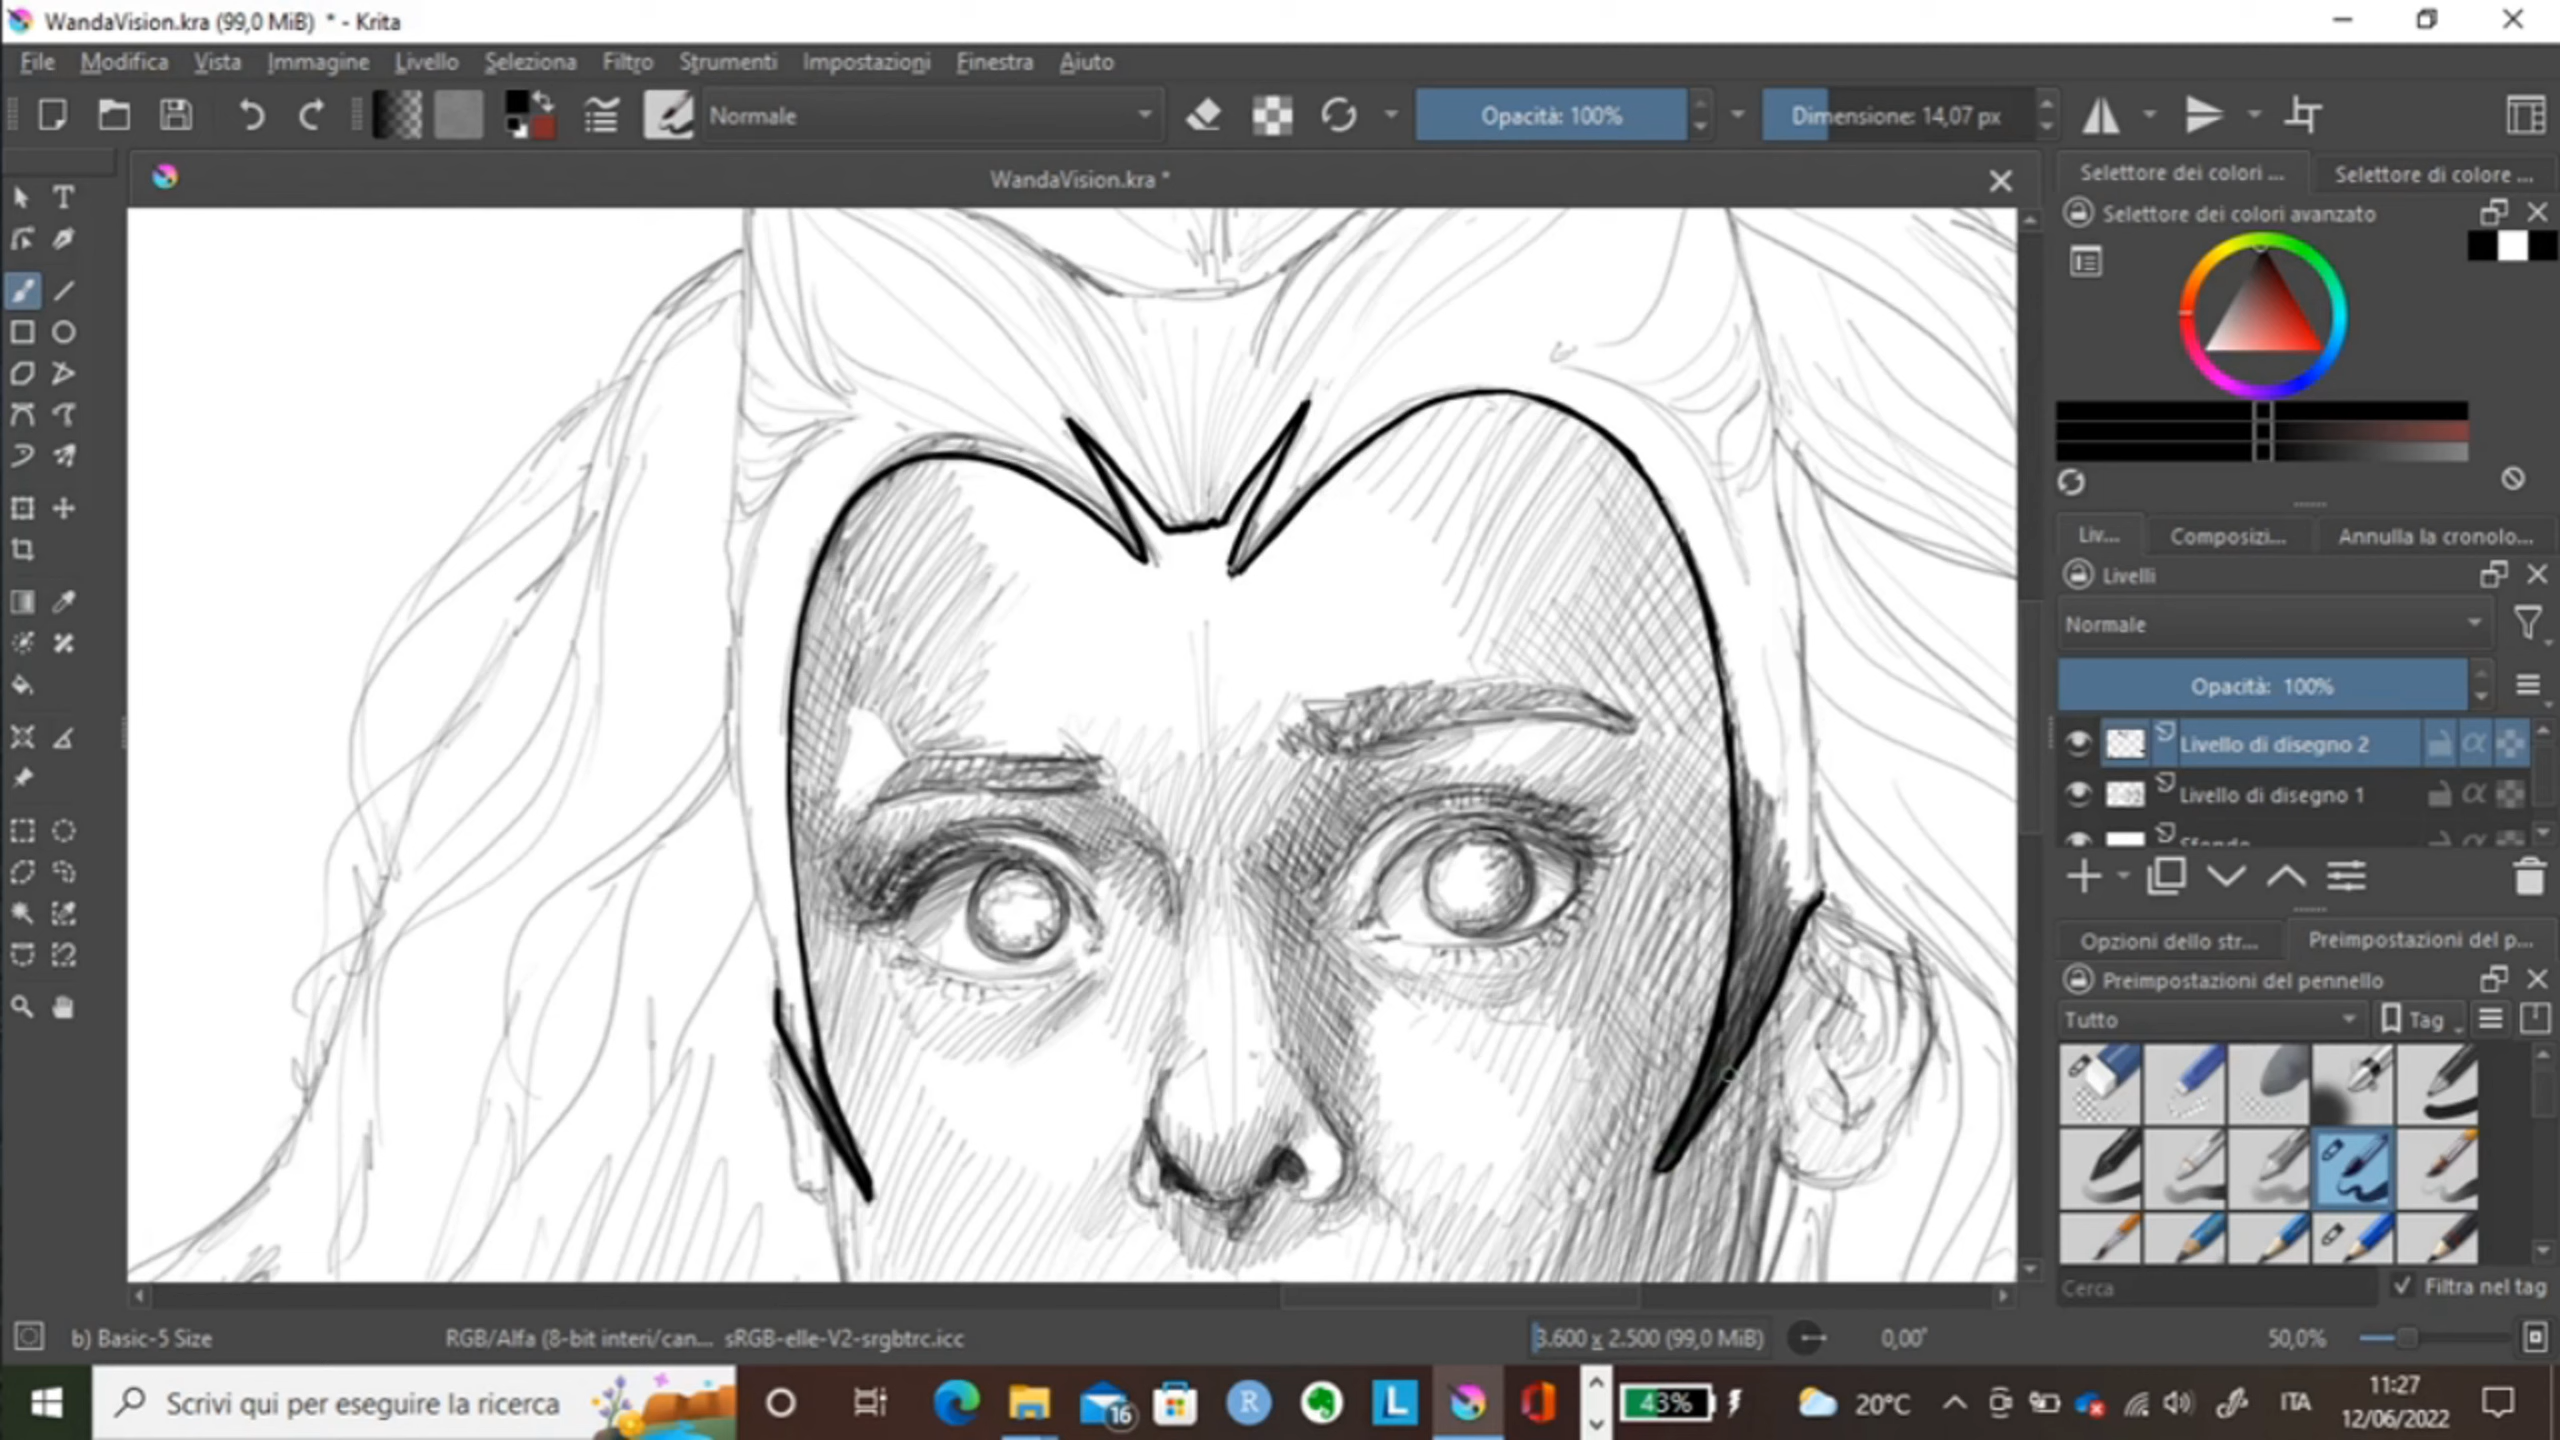 WandaVision.kra (99,0 MiB) * - Krita
File Modifica Vista Immagine Livello Seleziona Filtro Strumenti Impostazioni Finestra Aiuto
Normale Opacità: 100% Dimensione: 14,07 px
WandaVision.kra *
Selettore dei colori ... Selettore di colore ...
Selettore dei colori avanzato
Liv... Composizi... Annulla la cronolo...
Livelli
Normale
Opacità: 100%
Livello di disegno 2
Livello di disegno 1
Sfondo
Opzioni dello str... Preimpostazioni del p...
Preimpostazioni del pennello
Tutto Tag
Cerca Filtra nel tag
b) Basic-5 Size RGB/Alfa (8-bit interi/can... sRGB-elle-V2-srgbtrc.icc 3.600 x 2.500 (99,0 MiB) 0,00° 50,0%
Scrivi qui per eseguire la ricerca 16 R L 43% 20°C ITA 11:27
12/06/2022